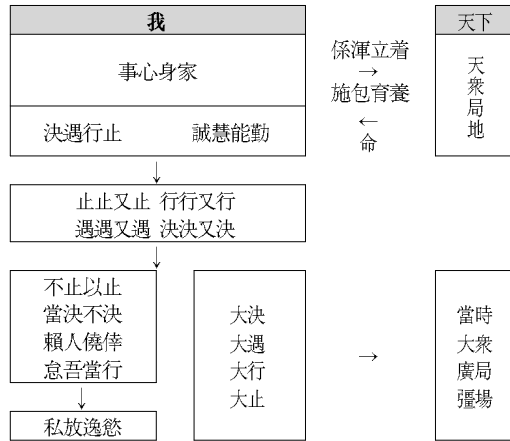 我
天下
事心身家
係渾立着
→
施包育養
←
命
天衆局地
決遇行止 誠慧能勤
止止又止 行行又行
遇遇又遇 決決又決
不止以止
當決不決
賴人僥倖
怠吾當行
私放逸慾
大決
大遇
大行
大止
→
當時
大衆
廣局
彊場